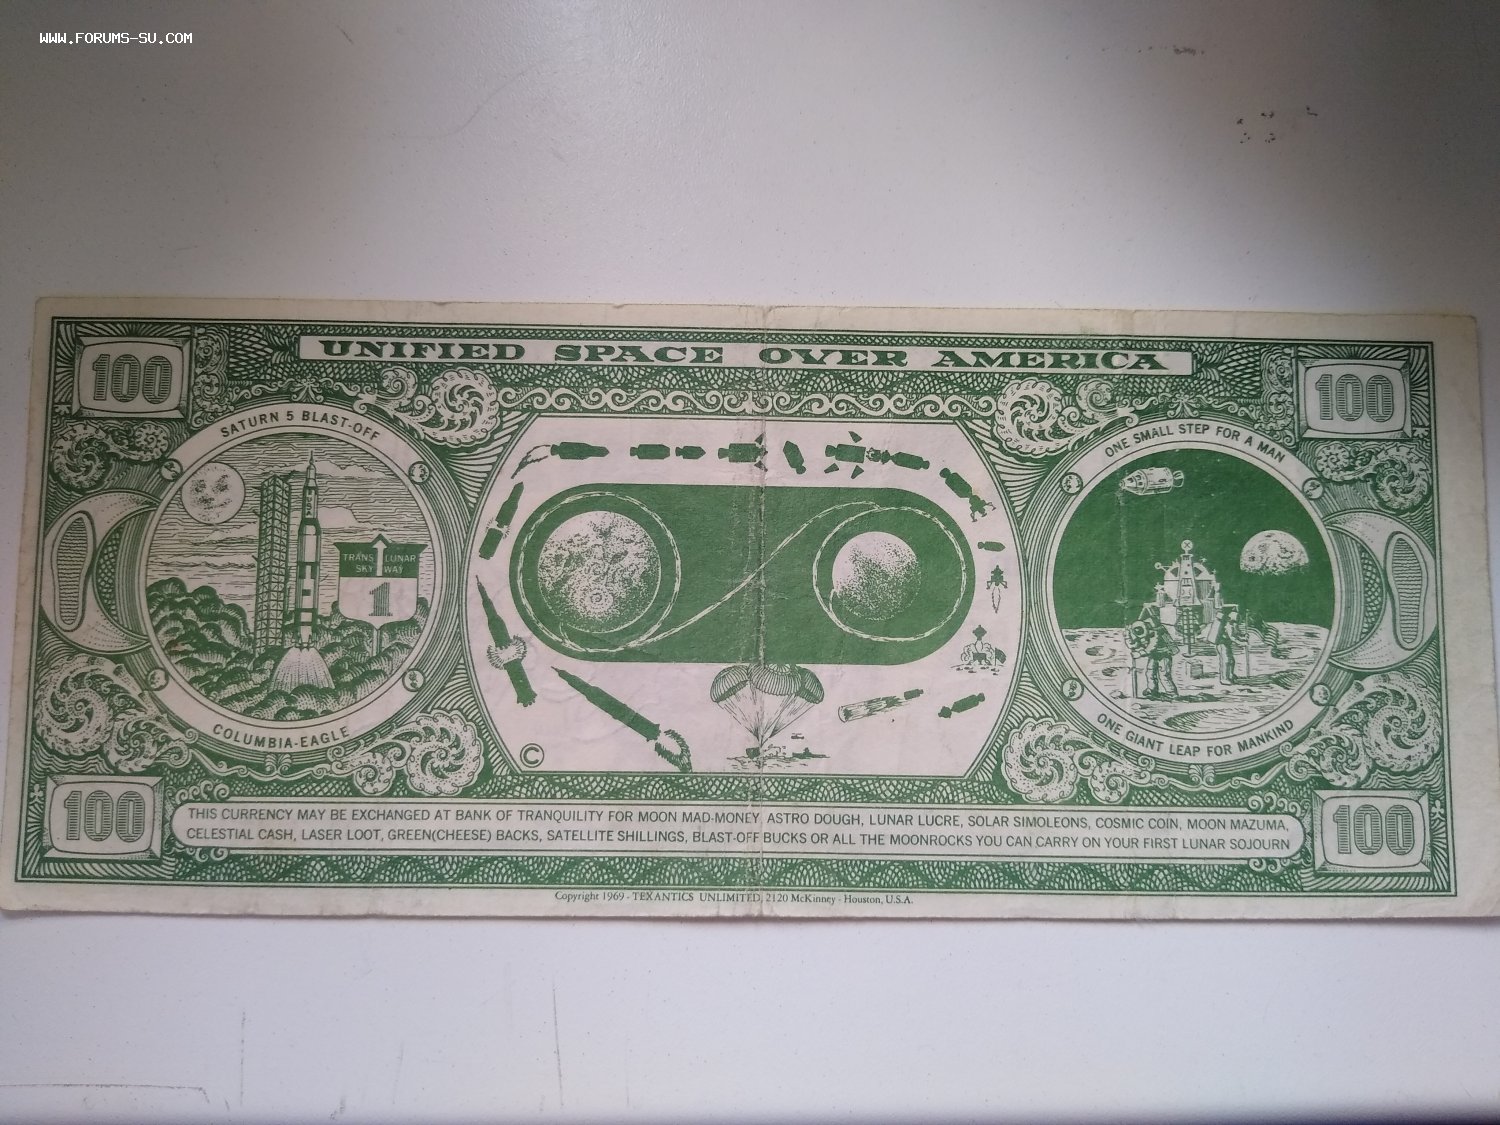 WWW.FORUMS-SU.COM
UNIFIED SPACE OVER AMERICA
100
100
SATURN 5 BLAST-OFF
TRANS LUNAR
SKY WAY
1
COLUMBIA-EAGLE
ONE SMALL STEP FOR A MAN
ONE GIANT LEAP FOR MANKIND
©
100
100
THIS CURRENCY MAY BE EXCHANGED AT BANK OF TRANQUILITY FOR MOON MAD-MONEY, ASTRO DOUGH, LUNAR LUCRE, SOLAR SIMOLEONS, COSMIC COIN, MOON MAZUMA,
CELESTIAL CASH, LASER LOOT, GREEN(CHEESE) BACKS, SATELLITE SHILLINGS, BLAST-OFF BUCKS OR ALL THE MOONROCKS YOU CAN CARRY ON YOUR FIRST LUNAR SOJOURN
Copyright 1969 - TEXANTICS UNLIMITED, 2120 McKinney - Houston, U.S.A.